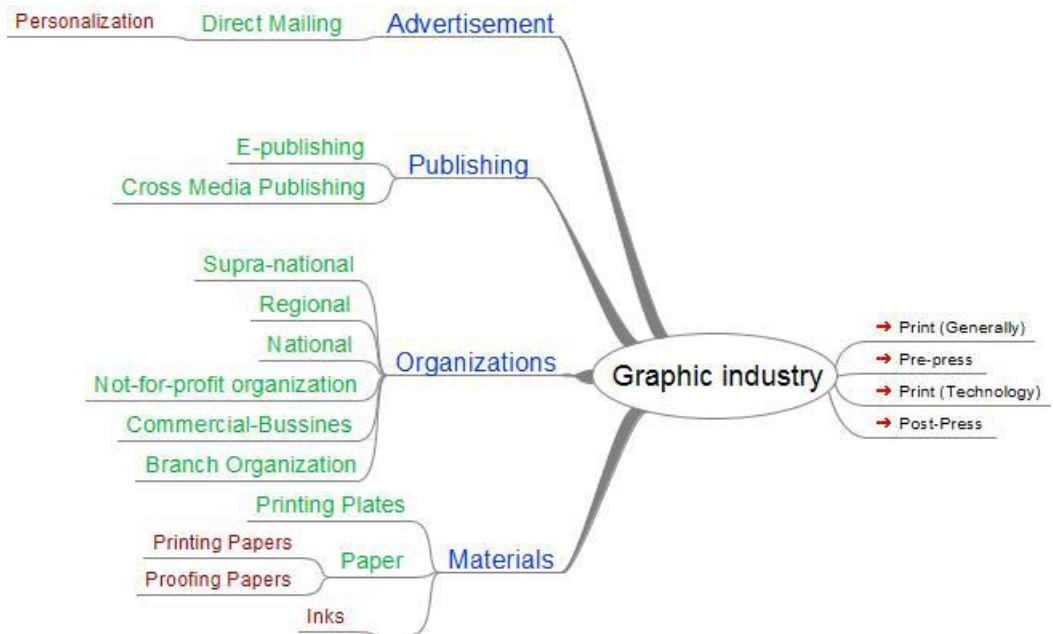 Personalization
Direct Mailing
Advertisement
E-publishing
Cross Media Publishing
Publishing
Supra-national
Regional
National
Not-for-profit organization
Commercial-Bussines
Branch Organization
Organizations
Printing Plates
Printing Papers
Proofing Papers
Paper
Inks
Materials
Graphic industry
Print (Generally)
Pre-press
Print (Technology)
Post-Press